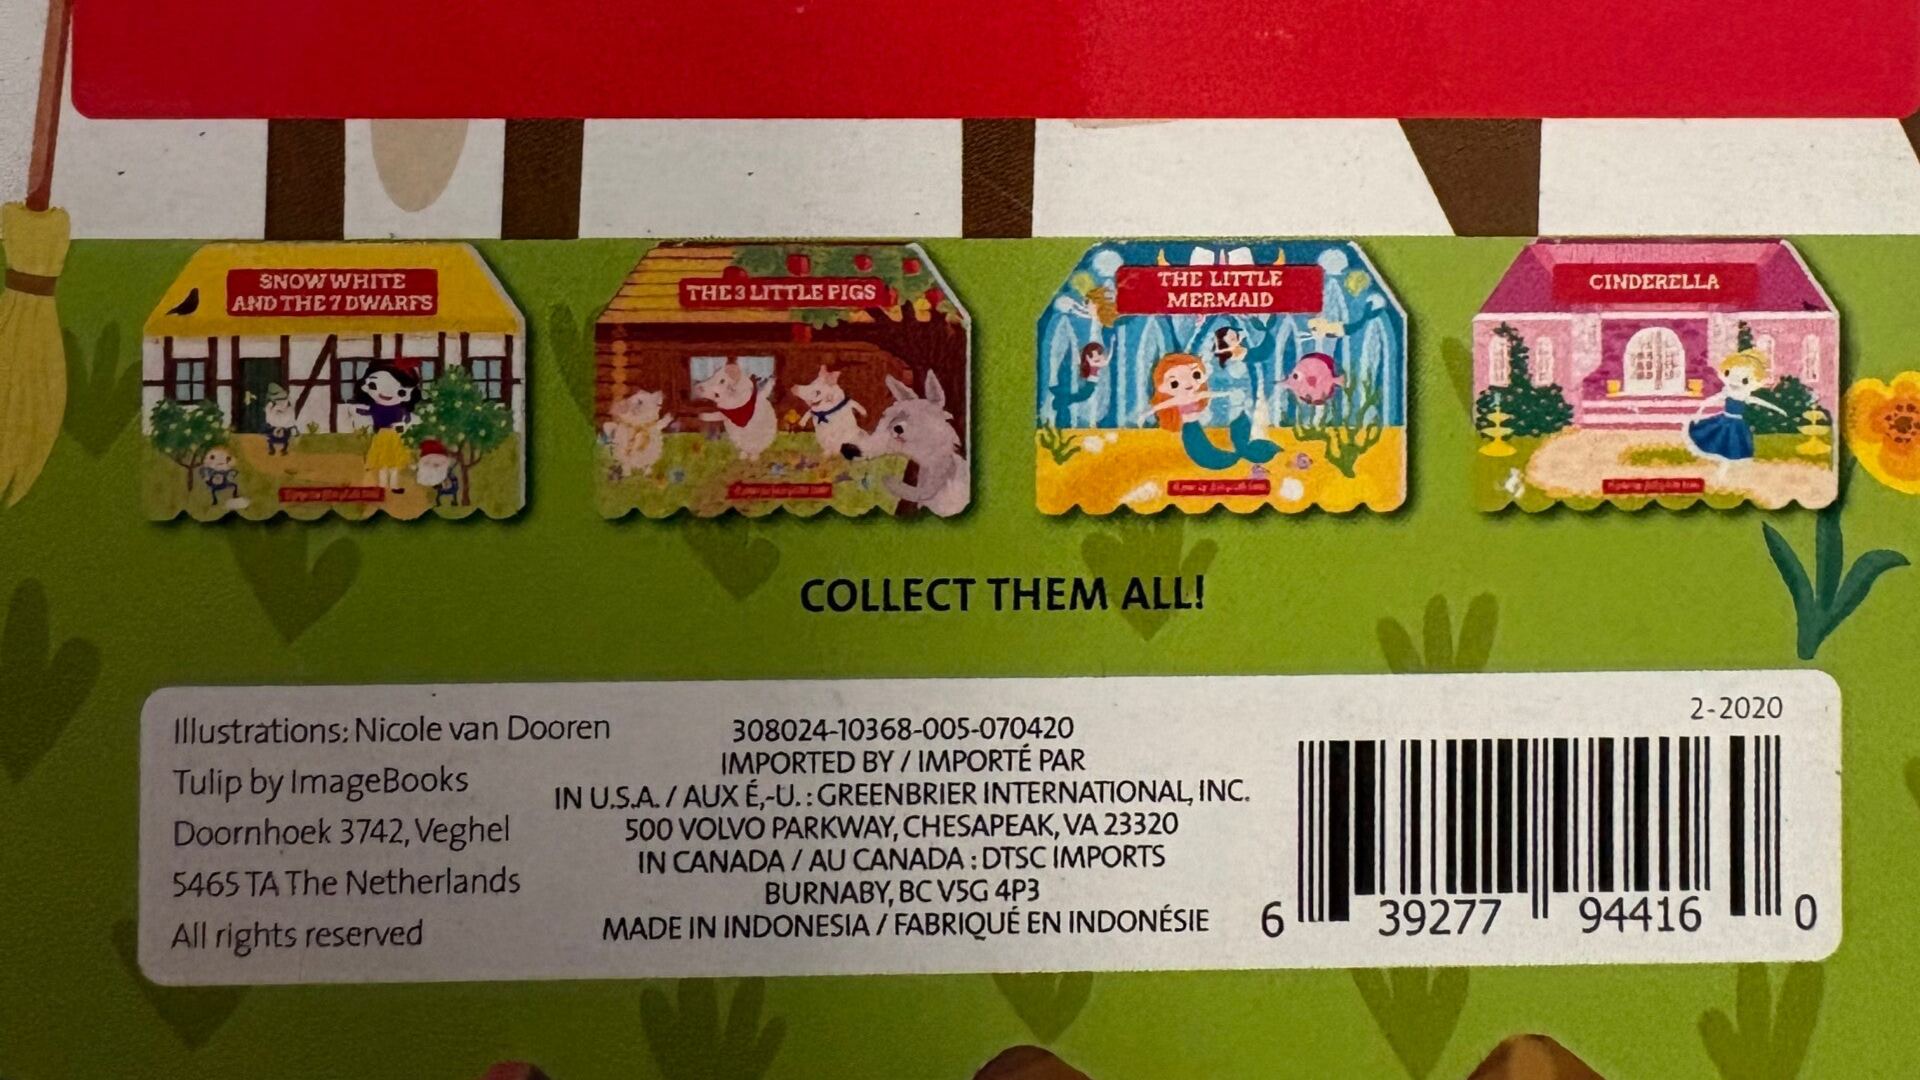 SNOW WHITE
AND THE 7 DWARFS
THE 3 LITTLE PIGS
THE LITTLE
MERMAID
CINDERELLA
COLLECT THEM ALL!
Illustrations: Nicole van Dooren
Tulip by ImageBooks
Doornhoek 3742, Veghel
5465 TA The Netherlands
All rights reserved
308024-10368-005-070420
IMPORTED BY / IMPORTÉ PAR
IN U.S.A. / AUX É,-U. : GREENBRIER INTERNATIONAL, INC.
500 VOLVO PARKWAY, CHESAPEAK, VA 23320
IN CANADA / AU CANADA : DTSC IMPORTS
BURNABY, BC V5G 4P3
MADE IN INDONESIA / FABRIQUÉ EN INDONÉSIE
2-2020
6 39277 94416 0